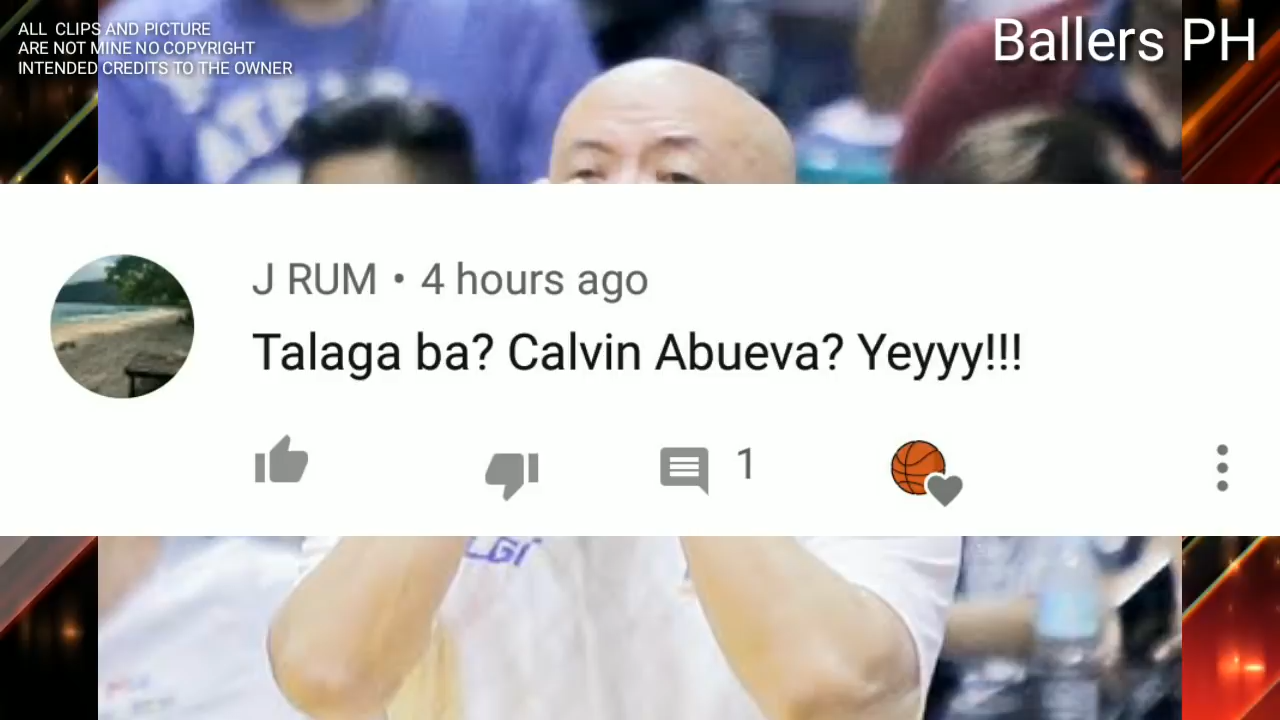 ALL CLIPS AND PICTURE
ARE NOT MINE NO COPYRIGHT
INTENDED CREDITS TO THE OWNER
Ballers PH
J RUM • 4 hours ago
Talaga ba? Calvin Abueva? Yeyyy!!!
1